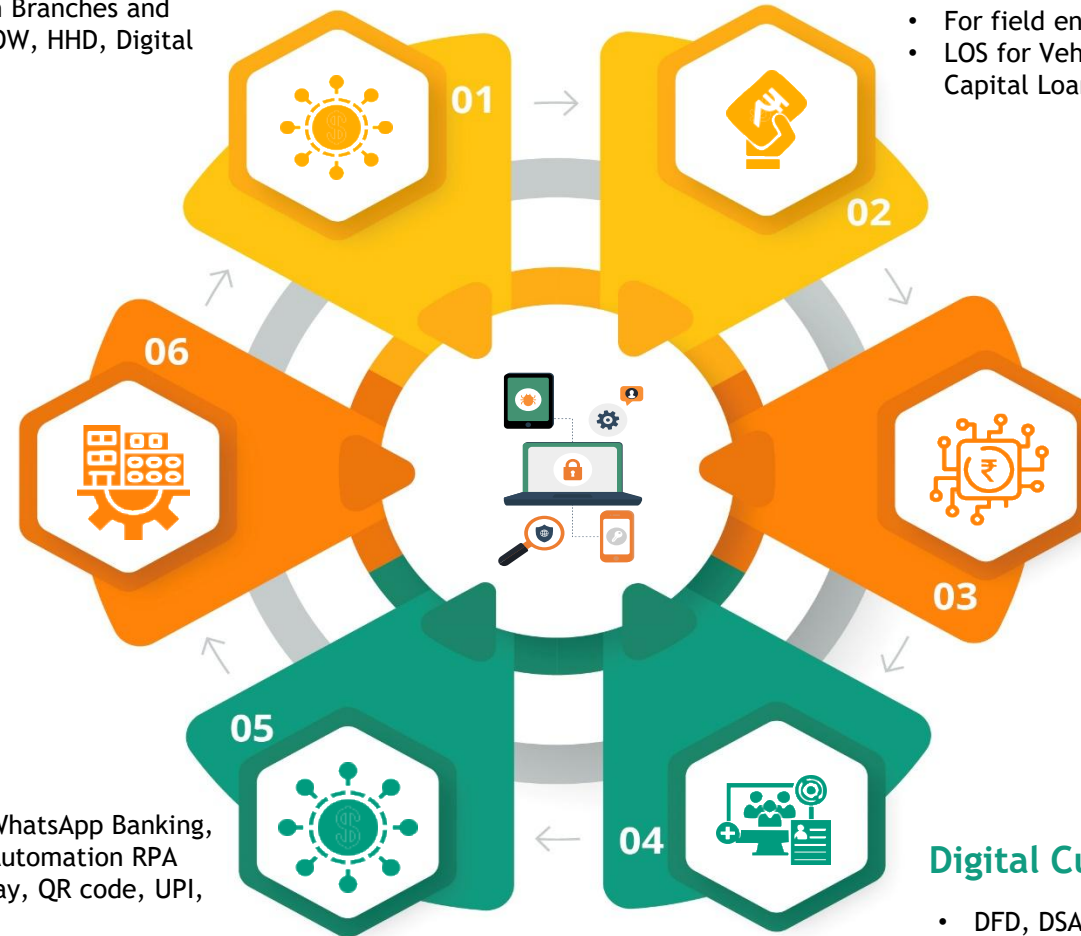 Branches and
OW, HHD, Digital
• For field en
• LOS for Veh
Capital Loa
01
02
06
03
05
04
WhatsApp Banking,
utomation RPA
ay, QR code, UPI,
Digital Cu
• DFD, DSA